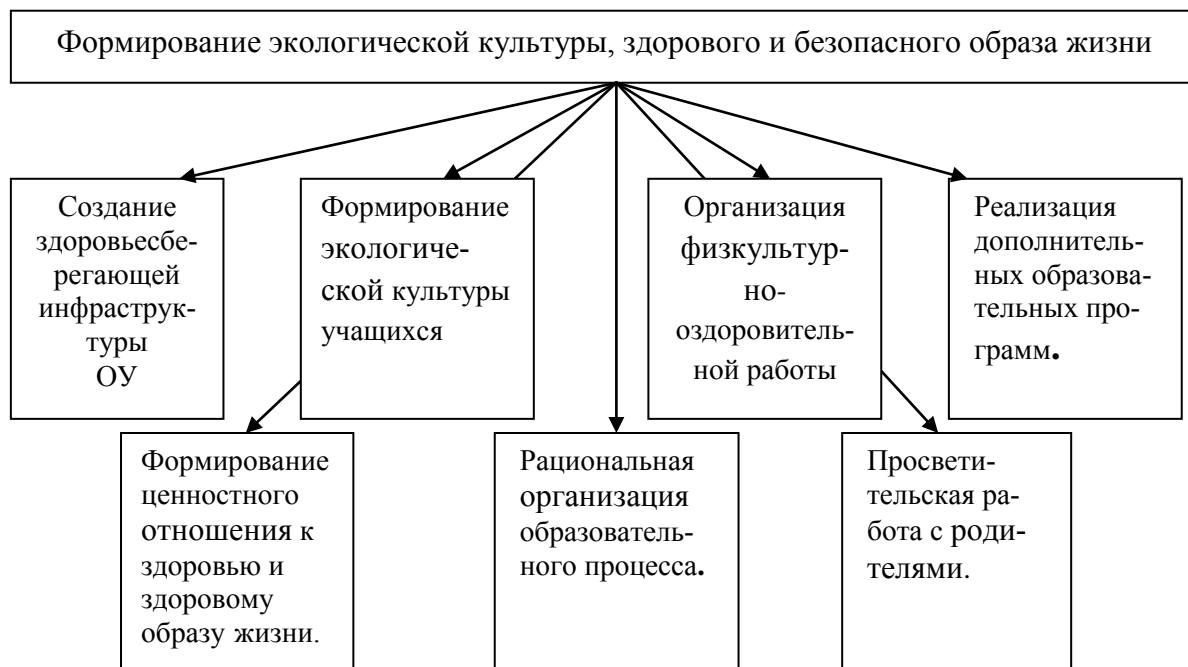 Формирование экологической культуры, здорового и безопасного образа жизни
Создание
здоровьесбе-
регающей
инфраструк-
туры
ОУ
Формирование
экологиче-
ской культуры
учащихся
Организация
физкультур-
но-
оздоровитель-
ной работы
Реализация
дополнитель-
ных образова-
тельных про-
грамм.
Формирование
ценностного
отношения к
здоровью и
здоровому
образу жизни.
Рациональная
организация
образователь-
ного процесса.
Просвети-
тельская ра-
бота с роди-
телями.